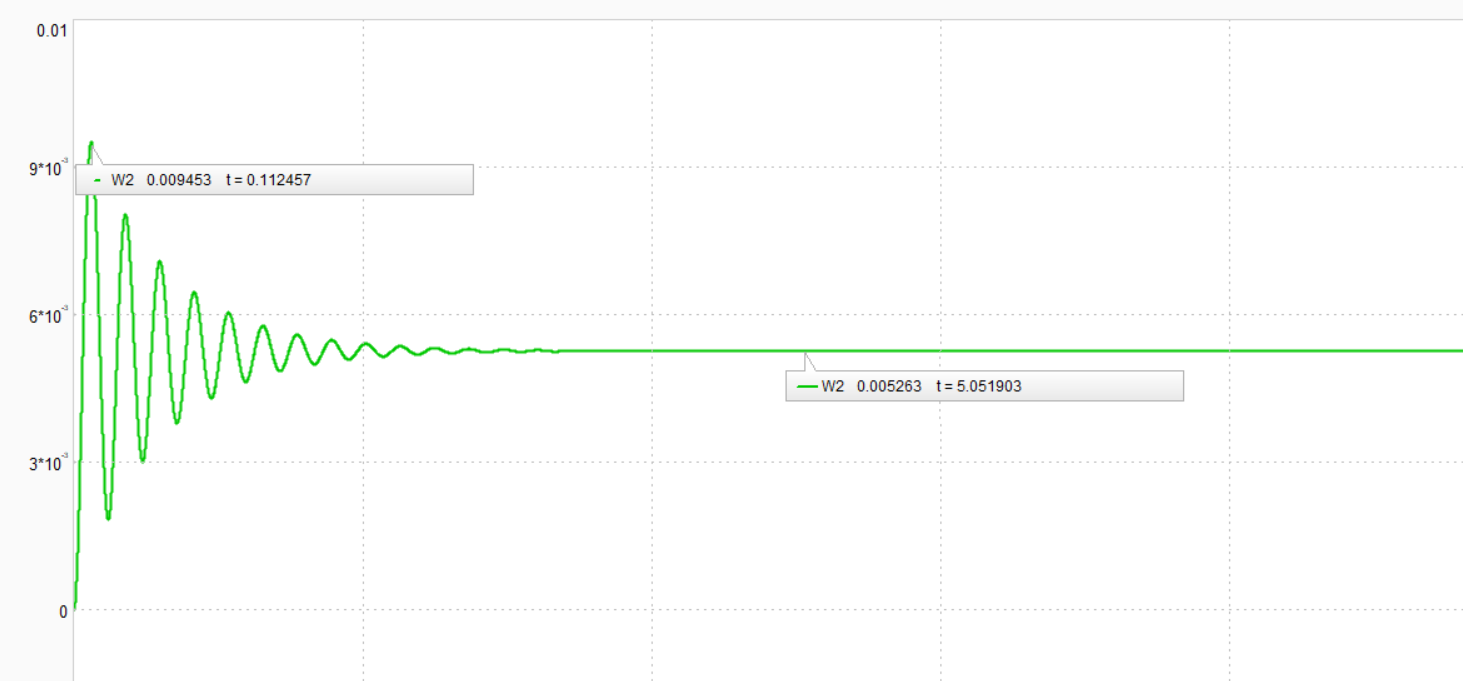 0.01
9*10⁻³
W2 0.009453 t = 0.112457
6*10⁻³
W2 0.005263 t = 5.051903
3*10⁻³
0